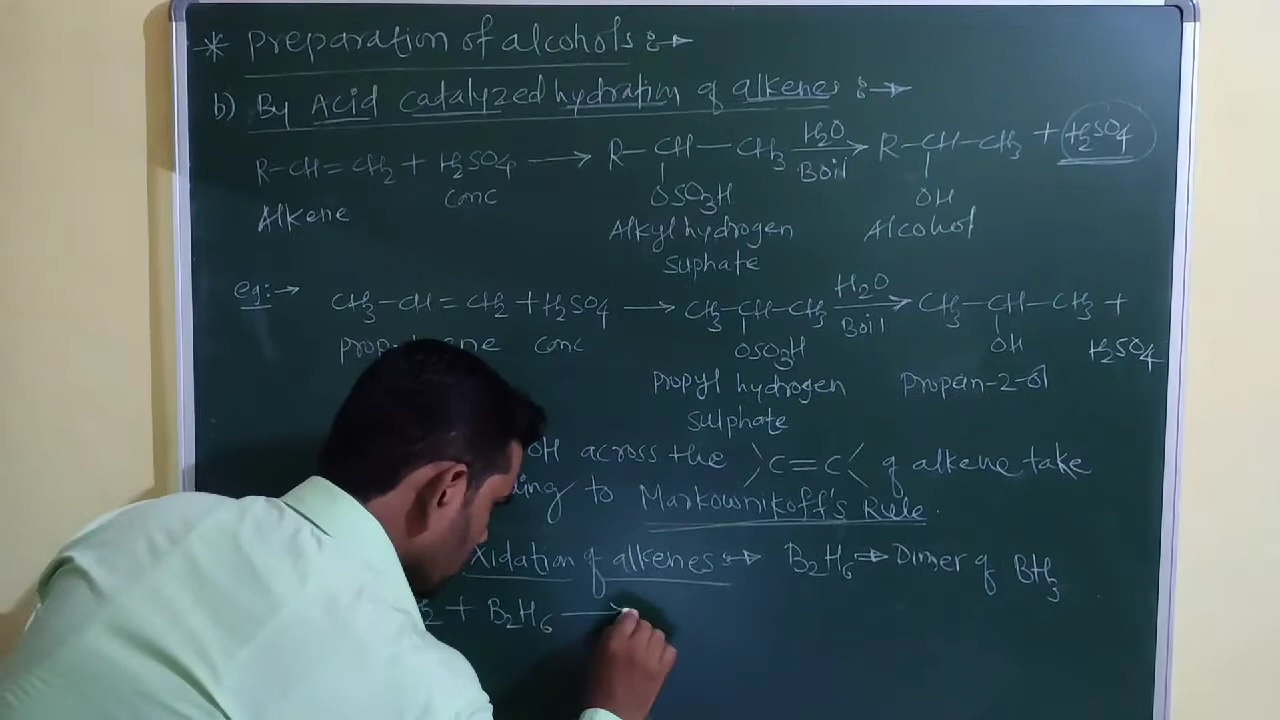 * Preparation of alcohols :→
b) By Acid catalyzed hydration of alkenes :→
R-CH=CH2 + H2SO4 → R-CH-CH3 H2O Boil → R-CH-CH3 + H2SO4
conc OSO3H OH
Alkene Alkyl hydrogen Alcohol
suphate
eg:→ CH3-CH=CH2 + H2SO4 → CH3-CH-CH3 H2O Boil → CH3-CH-CH3 +
conc OSO3H OH H2SO4
Propyl hydrogen Propan-2-ol
sulphate
OH across the >C=C< of alkene take
to Markownikoff's Rule.
of alkenes :→ B2H6 ⇒ Dimer of BH3
+ B2H6 →